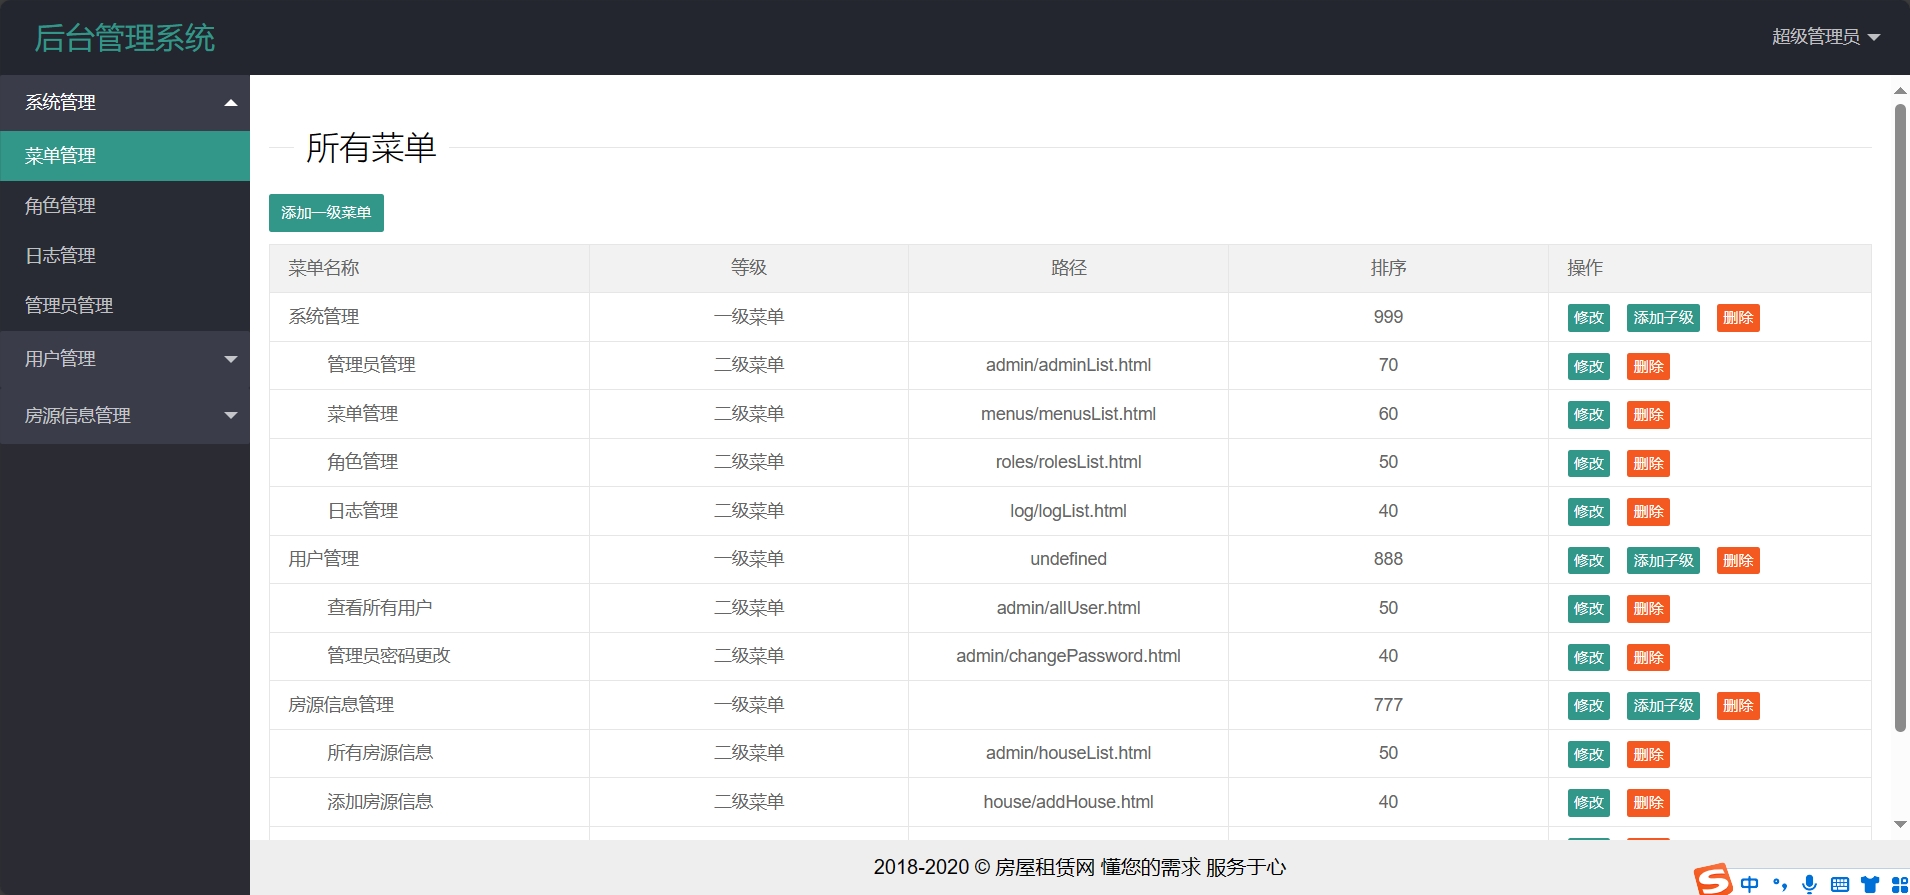 后台管理系统
超级管理员
系统管理
菜单管理
角色管理
日志管理
管理员管理
用户管理
房源信息管理
所有菜单
添加一级菜单
菜单名称 等级 路径 排序 操作
系统管理 一级菜单 999 修改 添加子级 删除
管理员管理 二级菜单 admin/adminList.html 70 修改 删除
菜单管理 二级菜单 menus/menusList.html 60 修改 删除
角色管理 二级菜单 roles/rolesList.html 50 修改 删除
日志管理 二级菜单 log/logList.html 40 修改 删除
用户管理 一级菜单 undefined 888 修改 添加子级 删除
查看所有用户 二级菜单 admin/allUser.html 50 修改 删除
管理员密码更改 二级菜单 admin/changePassword.html 40 修改 删除
房源信息管理 一级菜单 777 修改 添加子级 删除
所有房源信息 二级菜单 admin/houseList.html 50 修改 删除
添加房源信息 二级菜单 house/addHouse.html 40 修改 删除
2018-2020 © 房屋租赁网 懂您的需求 服务于心
中